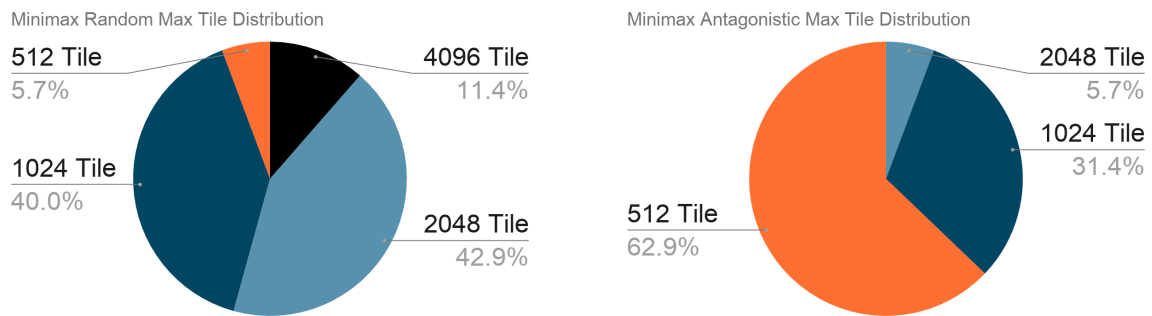 Minimax Random Max Tile Distribution
512 Tile
5.7%
4096 Tile
11.4%
1024 Tile
40.0%
2048 Tile
42.9%
Minimax Antagonistic Max Tile Distribution
2048 Tile
5.7%
1024 Tile
31.4%
512 Tile
62.9%